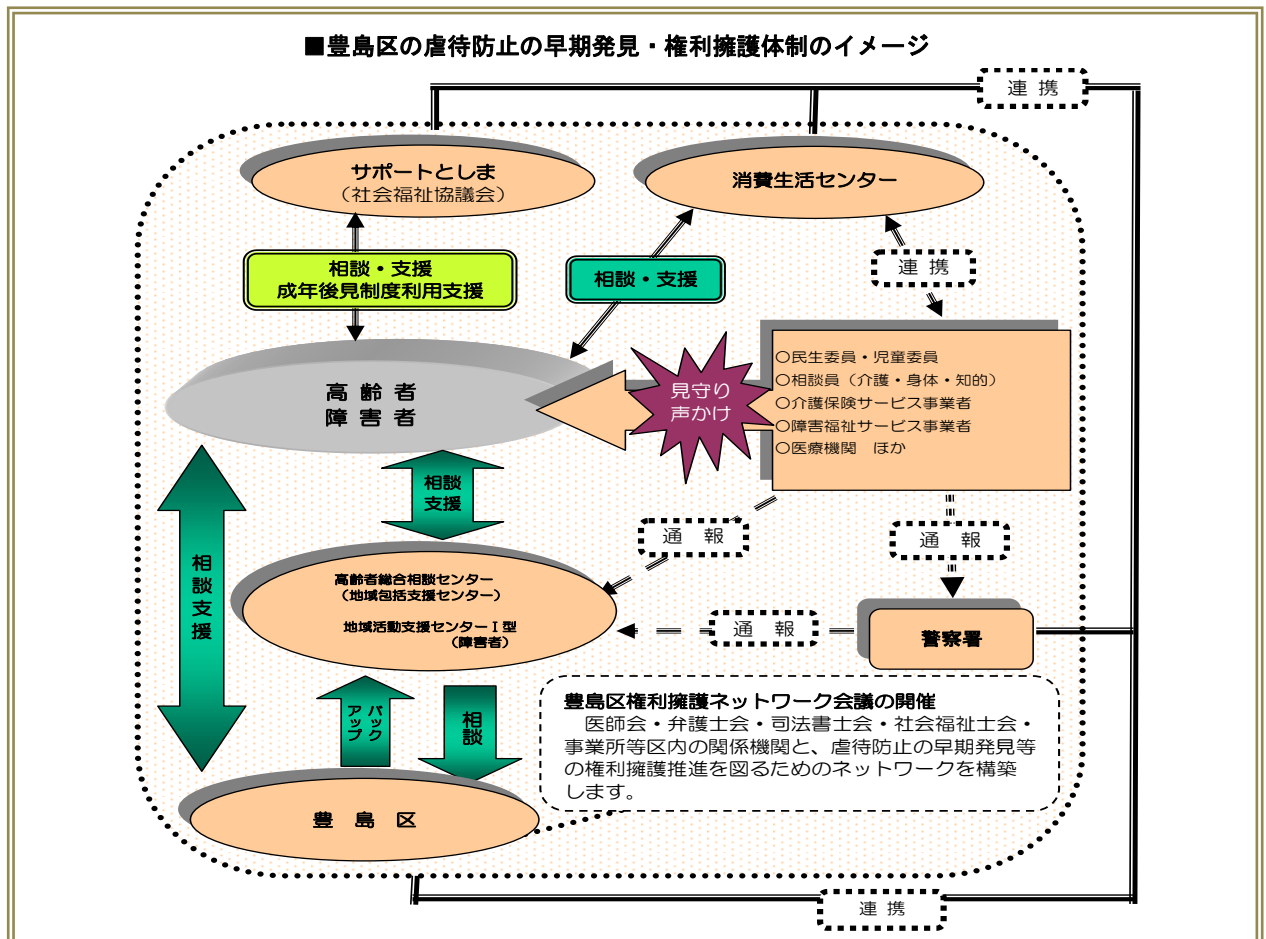 ■豊島区の虐待防止の早期発見・権利擁護体制のイメージ
連 携
サポートとしま
（社会福祉協議会）
消費生活センター
相談・支援
成年後見制度利用支援
相談・支援
連 携
高 齢 者
障 害 者
見守り
声かけ
○民生委員・児童委員
○相談員（介護・身体・知的）
○介護保険サービス事業者
○障害福祉サービス事業者
○医療機関　ほか
相談
支援
通 報
通 報
相談支援
高齢者総合相談センター
（地域包括支援センター）
地域活動支援センターⅠ型
（障害者）
通 報
警察署
バック
アップ
相談
豊島区権利擁護ネットワーク会議の開催
医師会・弁護士会・司法書士会・社会福祉士会・
事業所等区内の関係機関と、虐待防止の早期発見等
の権利擁護推進を図るためのネットワークを構築
します。
豊 島 区
連 携